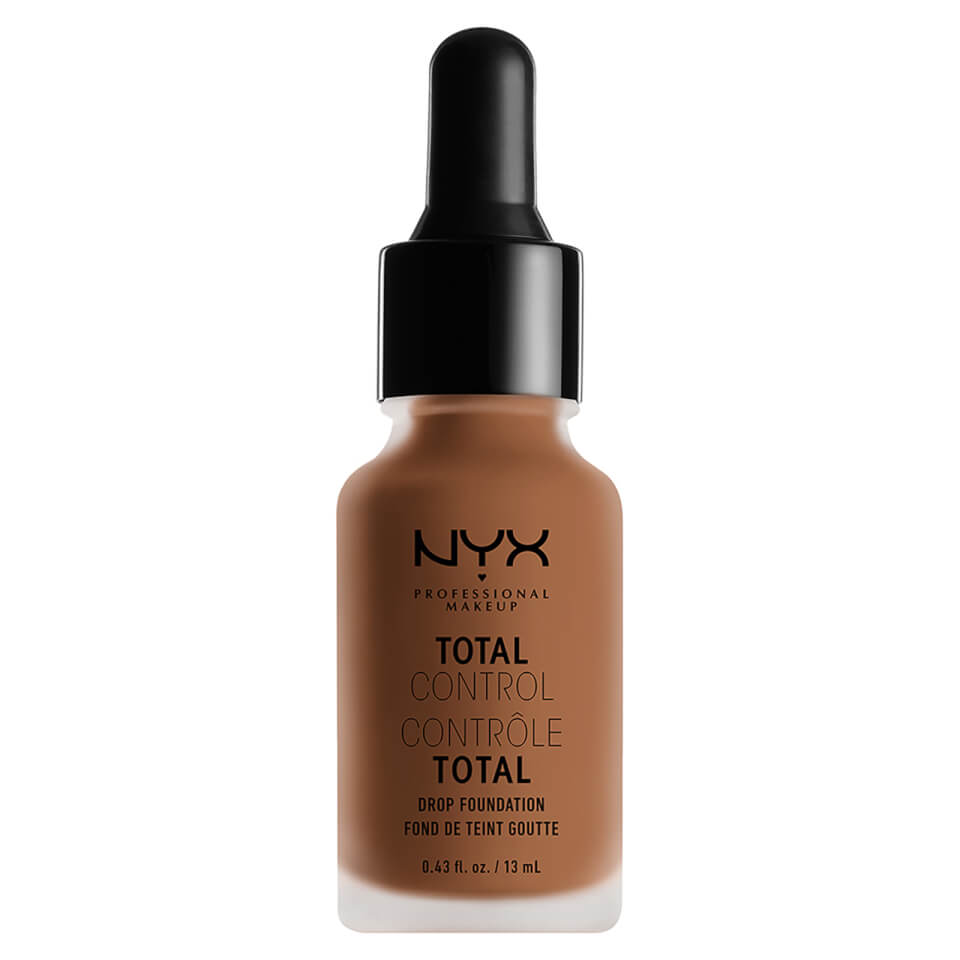 NYX
PROFESSIONAL
MAKEUP
TOTAL
CONTROL
CONTRÔLE
TOTAL
DROP FOUNDATION
FOND DE TEINT GOUTTE
0.43 fl. oz. / 13 mL